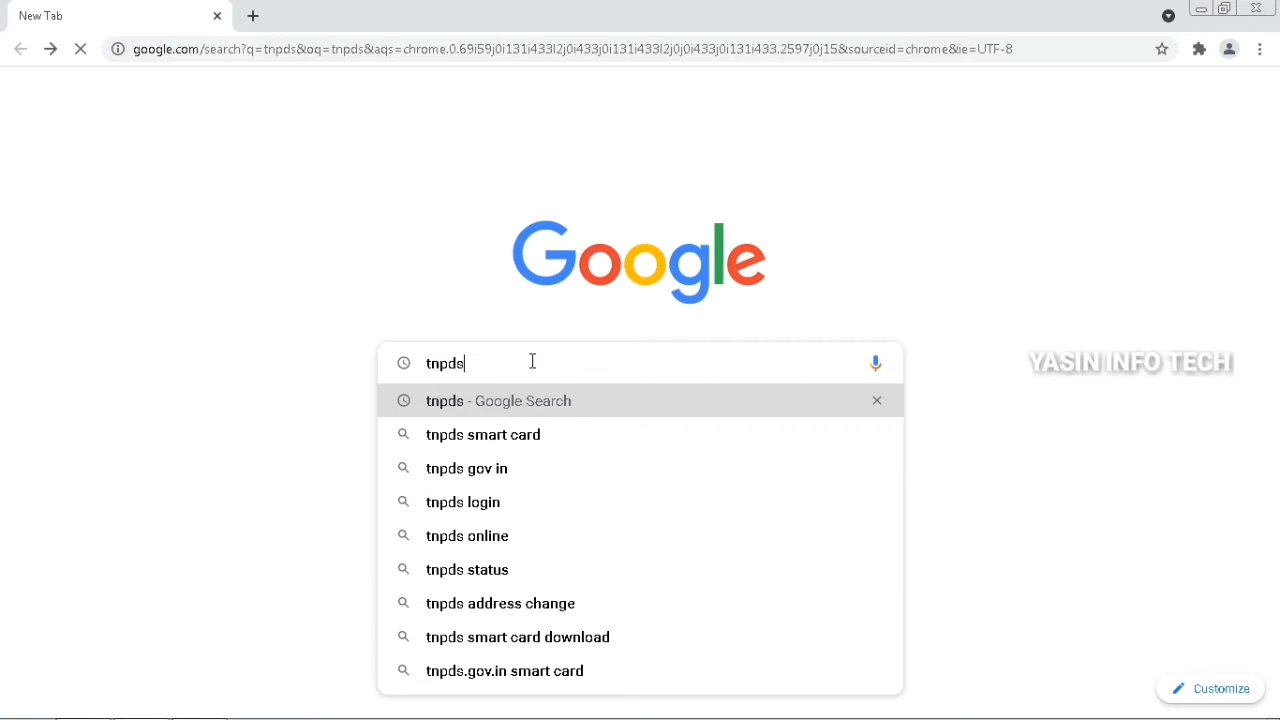 New Tab
google.com/search?q=tnpds&oq=tnpds&aqs=chrome.0.69i59j0i131i433l2j0i433j0i131i433l2j0j0i433j0i131i433.2597j0j15&sourceid=chrome&ie=UTF-8
Google
tnpds
YASIN INFO TECH
tnpds - Google Search
tnpds smart card
tnpds gov in
tnpds login
tnpds online
tnpds status
tnpds address change
tnpds smart card download
tnpds.gov.in smart card
Customize